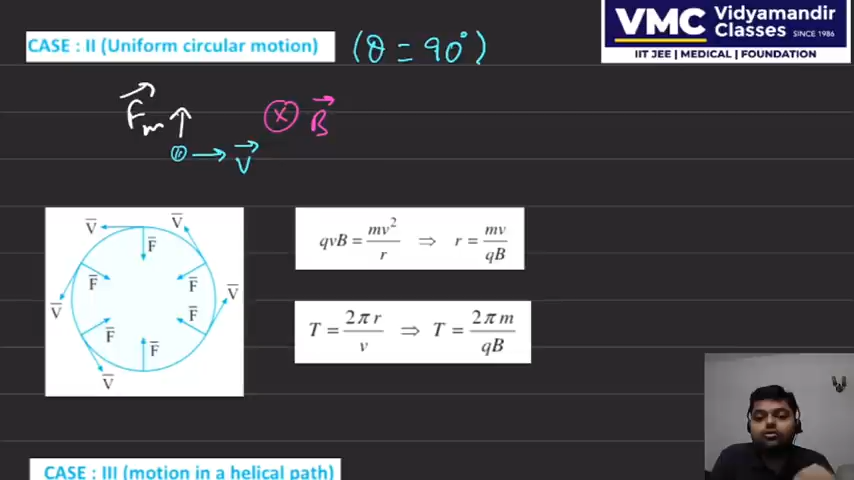 CASE : II (Uniform circular motion) (θ = 90°)
VMC Vidyamandir Classes SINCE 1986
IIT JEE | MEDICAL | FOUNDATION
F⃗m ↑ ⊗ B⃗
→ V⃗
V̄ V̄
F̄
F̄ F̄
V̄ V̄
F̄ F̄
F̄
V̄
qvB = mv²/r ⇒ r = mv/qB
T = 2πr/v ⇒ T = 2πm/qB
CASE : III (motion in a helical path)